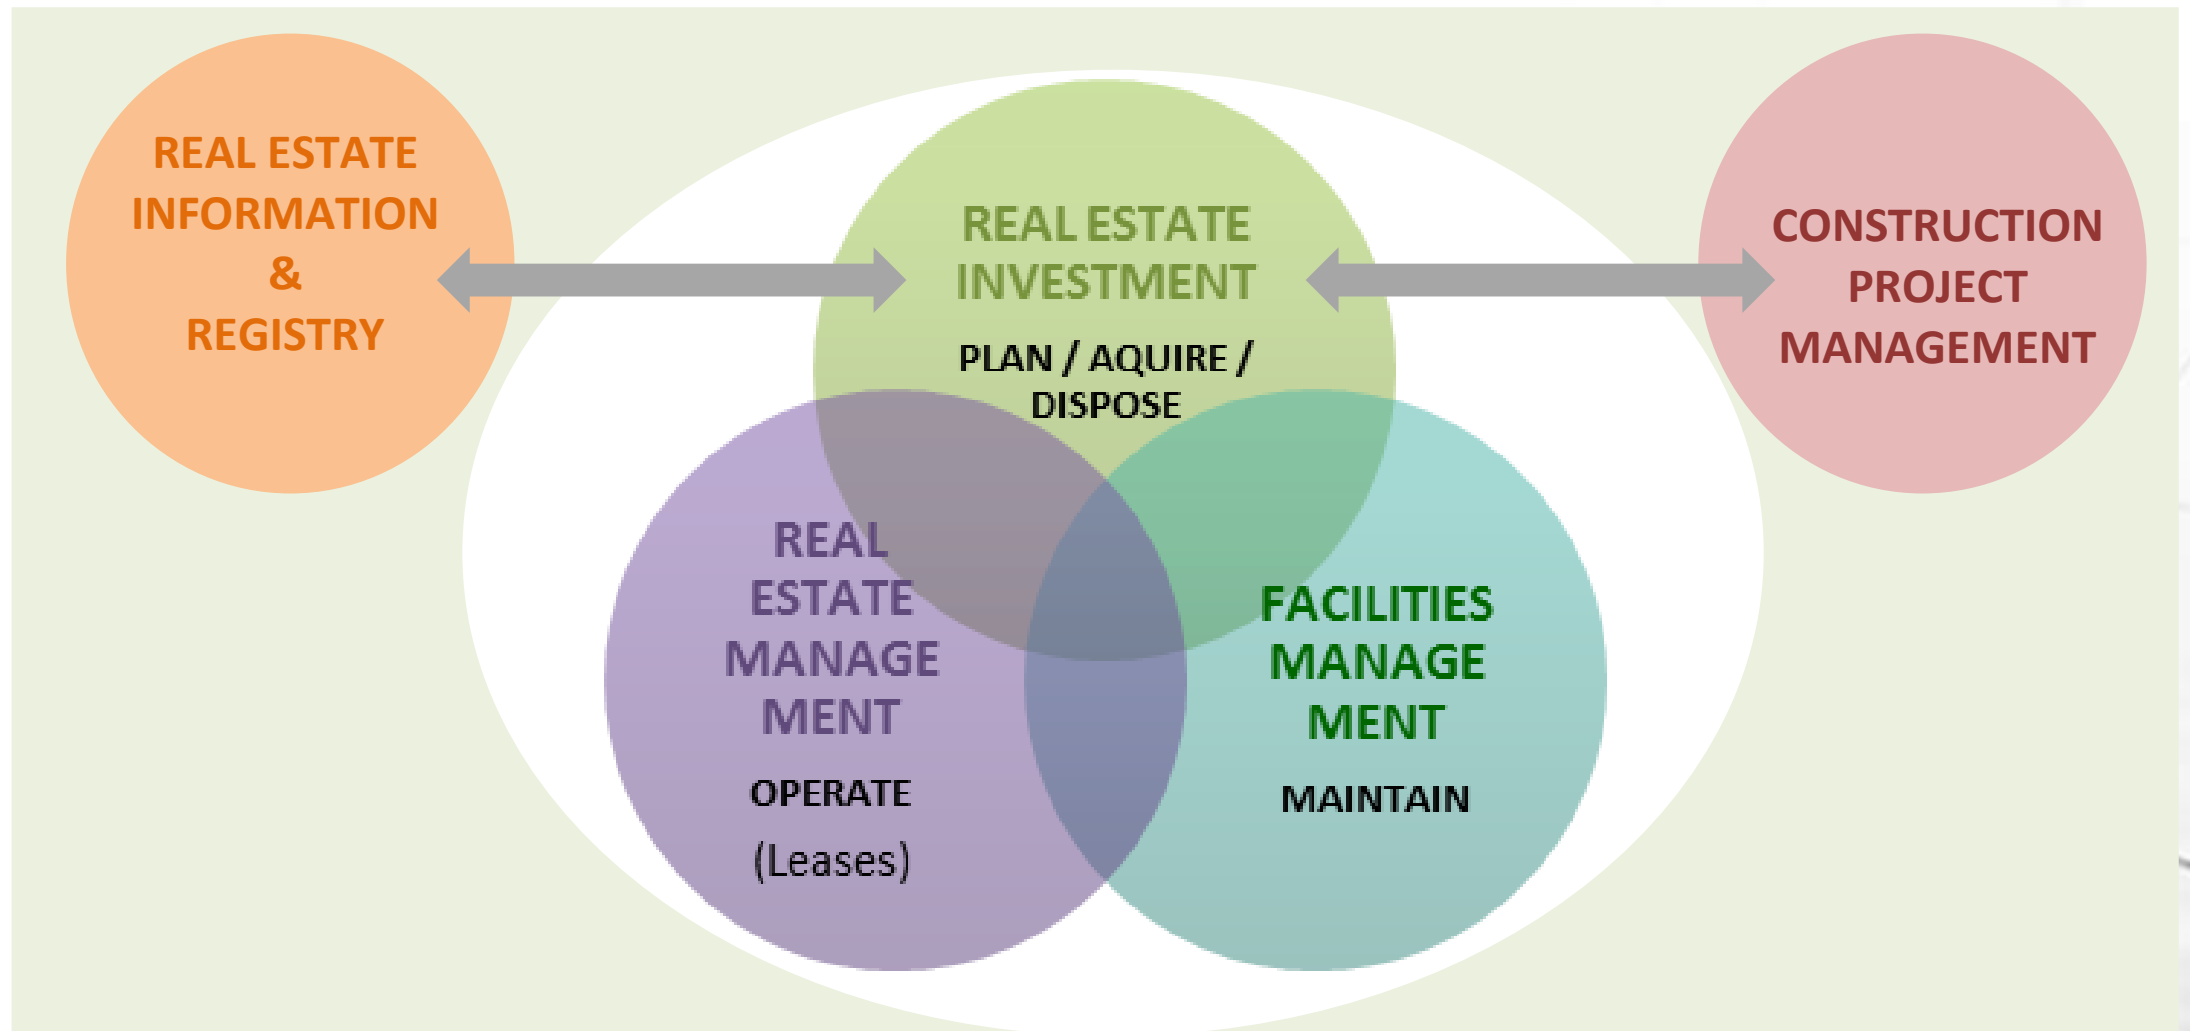 REAL ESTATE
INFORMATION
&
REGISTRY
REAL ESTATE
INVESTMENT
PLAN / AQUIRE /
DISPOSE
CONSTRUCTION
PROJECT
MANAGEMENT
REAL
ESTATE
MANAGE
MENT
OPERATE
(Leases)
FACILITIES
MANAGE
MENT
MAINTAIN